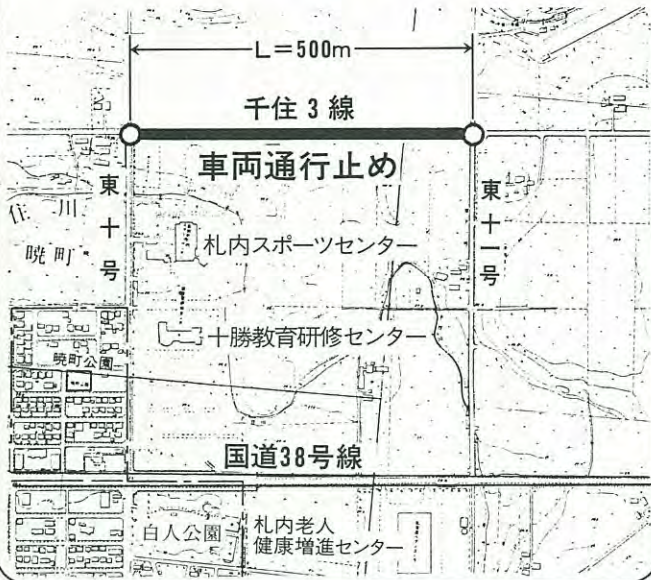 L=500m
千住3線
車両通行止め
東十号
東十一号
住川
暁町
札内スポーツセンター
十勝教育研修センター
暁町公園
国道38号線
白人公園
札内老人
健康増進センター